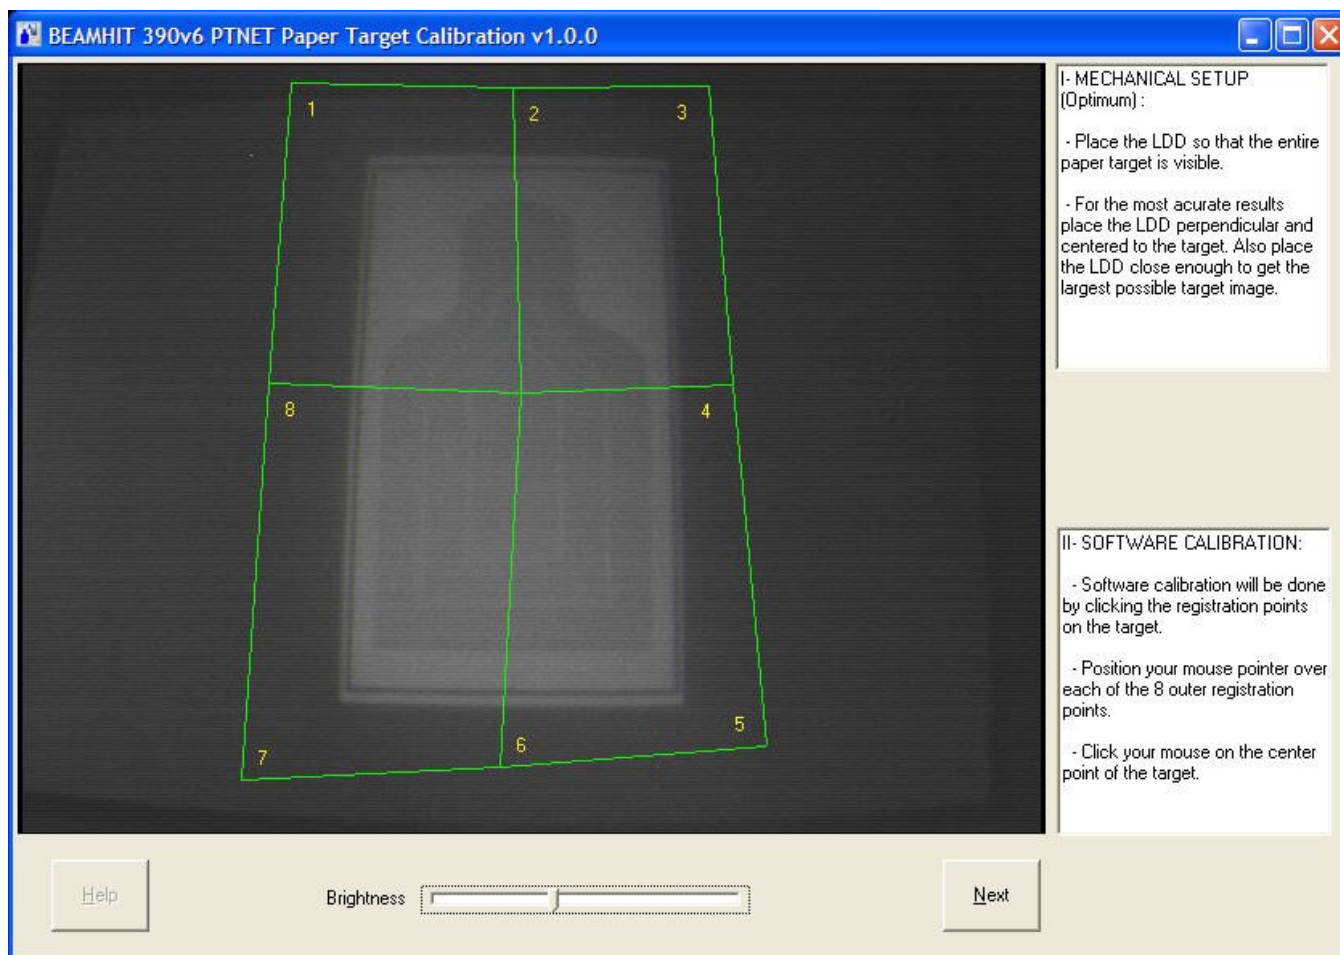 BEAMHIT 390v6 PTNET Paper Target Calibration v1.0.0
1
2
3
8
4
7
6
5
I- MECHANICAL SETUP
(Optimum) :
- Place the LDD so that the entire
paper target is visible.
- For the most acurate results
place the LDD perpendicular and
centered to the target. Also place
the LDD close enough to get the
largest possible target image.
II- SOFTWARE CALIBRATION:
- Software calibration will be done
by clicking the registration points
on the target.
- Position your mouse pointer over
each of the 8 outer registration
points.
- Click your mouse on the center
point of the target.
Help
Brightness
Next